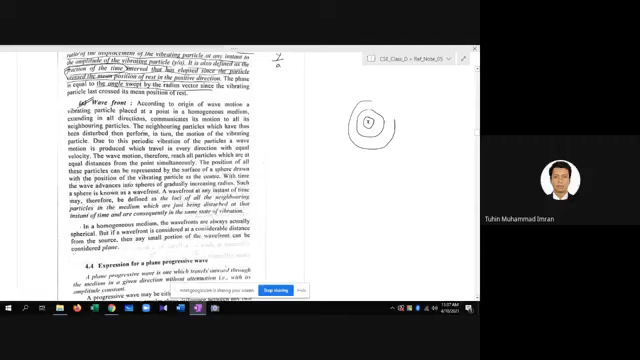 ratio of the displacement of the vibrating particle at any instant to
the amplitude of the vibrating particle (y/a). It is also defined as the
fraction of the time interval that has elapsed since the particle
crossed the mean position of rest in the positive direction. The phase
is equal to the angle swept by the radius vector since the vibrating
particle last crossed its mean position of rest.
Wave front : According to origin of wave motion a
vibrating particle placed at a point in a homogeneous medium,
extending in all directions, communicates its motion to all its
neighbouring particles. The neighbouring particles which have thus
been disturbed then perform, in turn, the motion of the vibrating
particle. Due to this periodic vibration of the particles a wave
motion is produced which travel in every direction with equal
velocity. The wave motion, therefore, reach all particles which are at
equal distances from the point simultaneously. The position of
all these particles can be represented by the surface of a sphere drawn
with the position of the vibrating particle as the centre. With time
the wave advances into spheres of gradually increasing radius. Such
a sphere is known as a wavefront. A wavefront at any instant of time
may, therefore, be defined as the loci of all the neighbouring
particles in the medium which are just being disturbed at that
instant of time and are consequently in the same state of vibration.
In a homogeneous medium, the wavefronts are always actually
spherical. But if a wavefront is considered at a considerable distance
from the source, then any small portion of the wavefront can be
considered plane.
4.4 Expression for a plane progressive wave
A plane progressive wave is one which travels onward through
the medium in a given direction without attenuation i.e., with its
amplitude constant.
A progressive wave may be
y
a
x
CSE_Class_D
Ref_Note_05
meet.google.com is sharing your screen.
Stop sharing
Hide
Tuhin Muhammad Imran
11:07 AM
4/10/2021